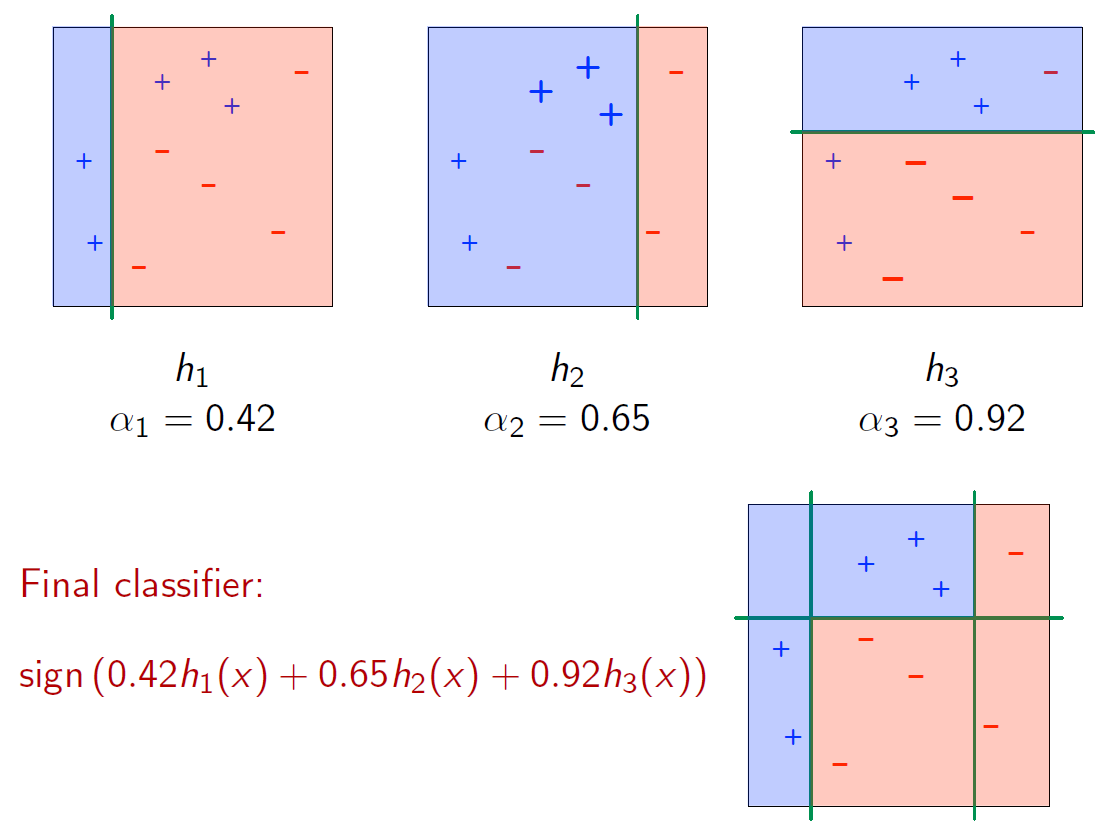 h₁
α₁ = 0.42
h₂
α₂ = 0.65
h₃
α₃ = 0.92
Final classifier:
sign (0.42h₁(x) + 0.65h₂(x) + 0.92h₃(x))